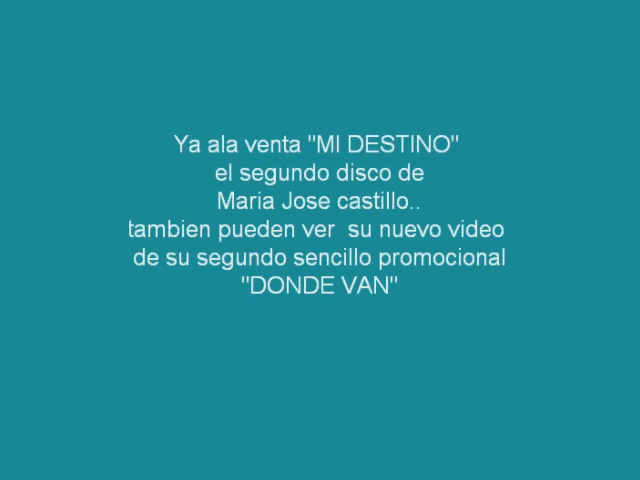 Ya ala venta "MI DESTINO"
el segundo disco de
Maria Jose castillo..
tambien pueden ver  su nuevo video
de su segundo sencillo promocional
"DONDE VAN"